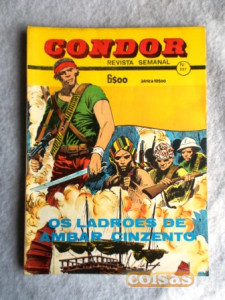 CONDOR
REVISTA SEMANAL
6$00
OS LADRÕES DE
ÂMBAR CINZENTO
coisas